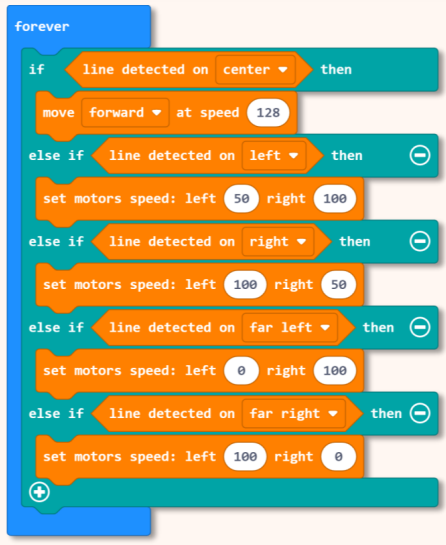 forever
if line detected on center then
move forward at speed 128
else if line detected on left then
set motors speed: left 50 right 100
else if line detected on right then
set motors speed: left 100 right 50
else if line detected on far left then
set motors speed: left 0 right 100
else if line detected on far right then
set motors speed: left 100 right 0